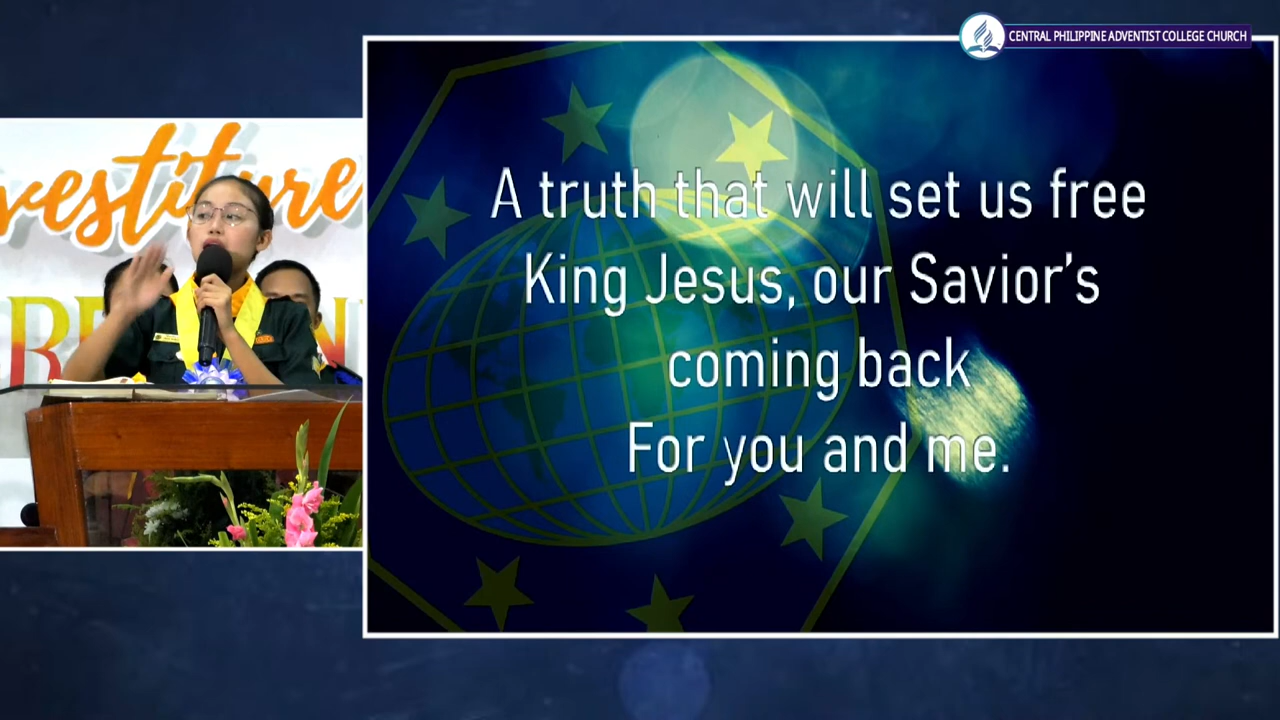 CENTRAL PHILIPPINE ADVENTIST COLLEGE CHURCH
vestiture
A truth that will set us free
King Jesus, our Savior’s
coming back
For you and me.